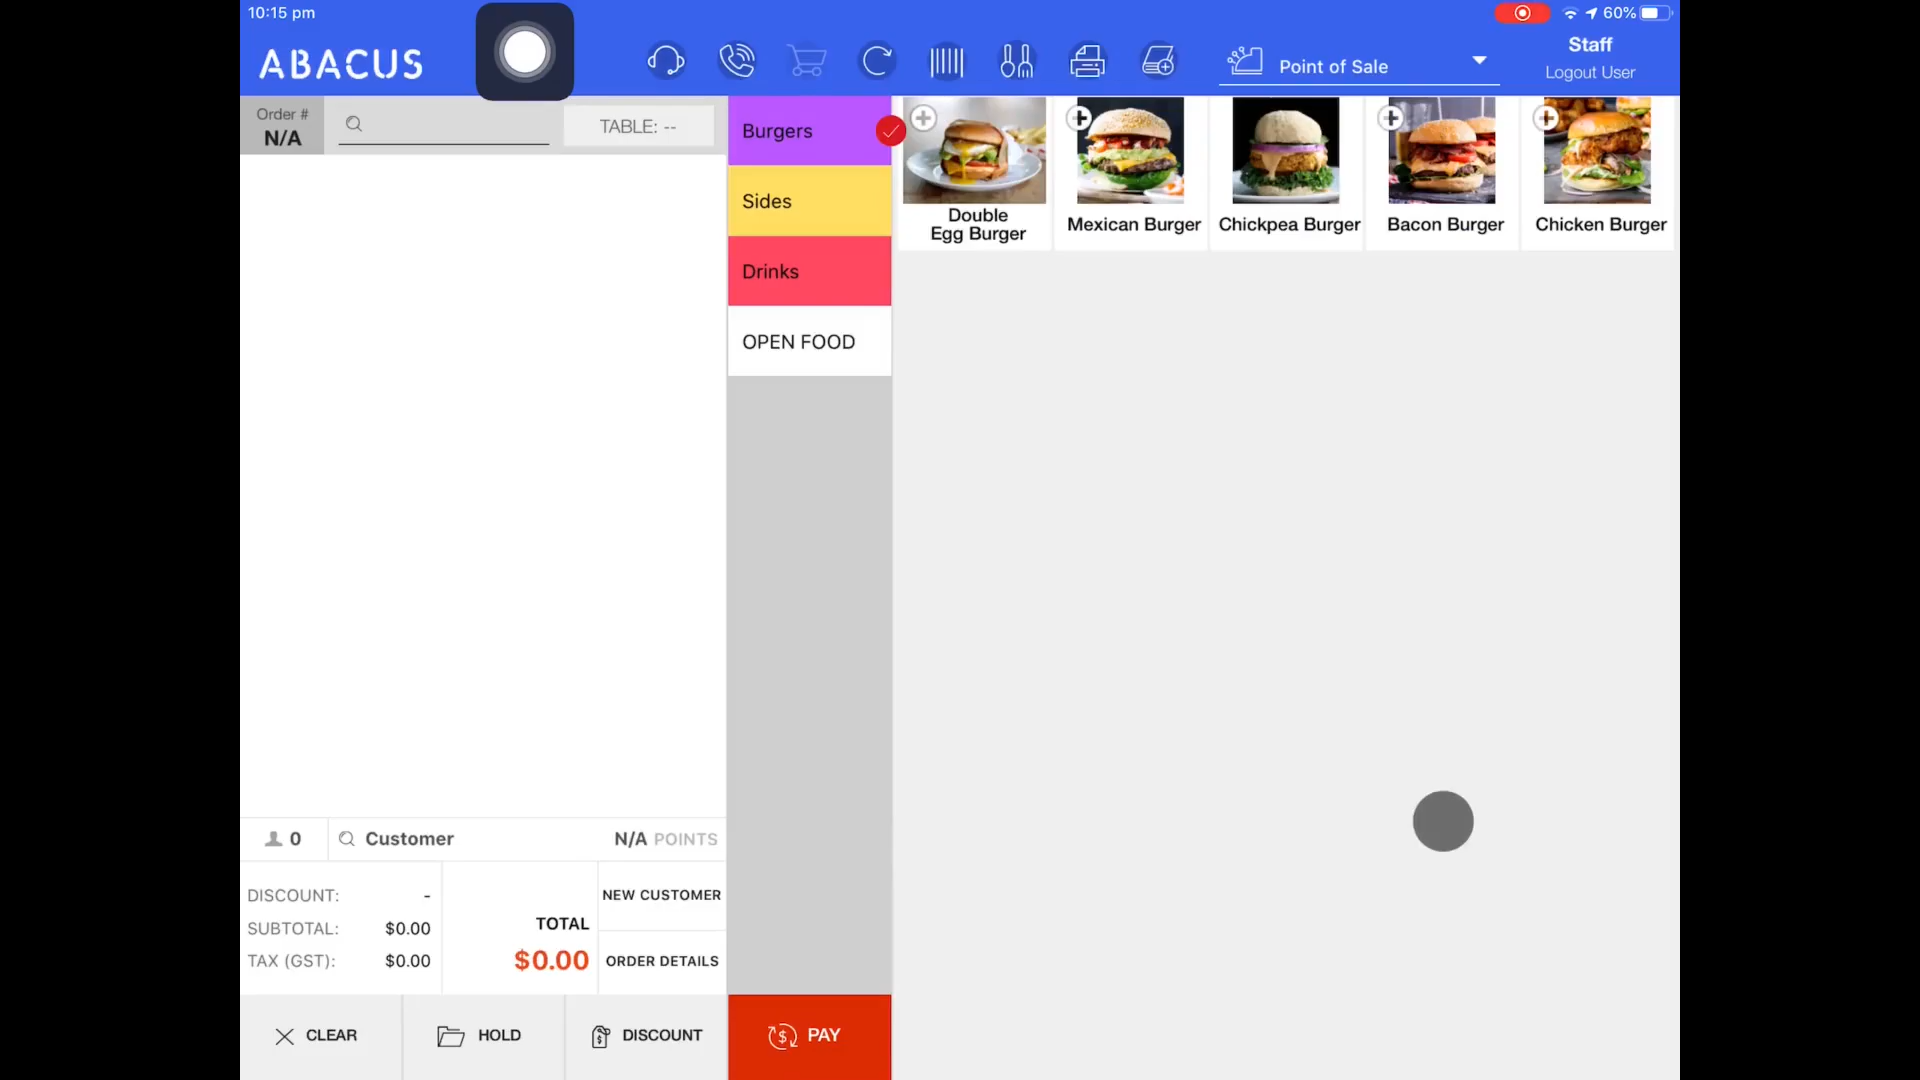 10:15 pm
60%
ABACUS
Point of Sale
Staff
Logout User
Order #
N/A
TABLE: --
Burgers
Sides
Drinks
OPEN FOOD
Double
Egg Burger
Mexican Burger
Chickpea Burger
Bacon Burger
Chicken Burger
0
Customer
N/A POINTS
DISCOUNT: -
SUBTOTAL: $0.00
TAX (GST): $0.00
TOTAL
$0.00
NEW CUSTOMER
ORDER DETAILS
CLEAR
HOLD
DISCOUNT
PAY